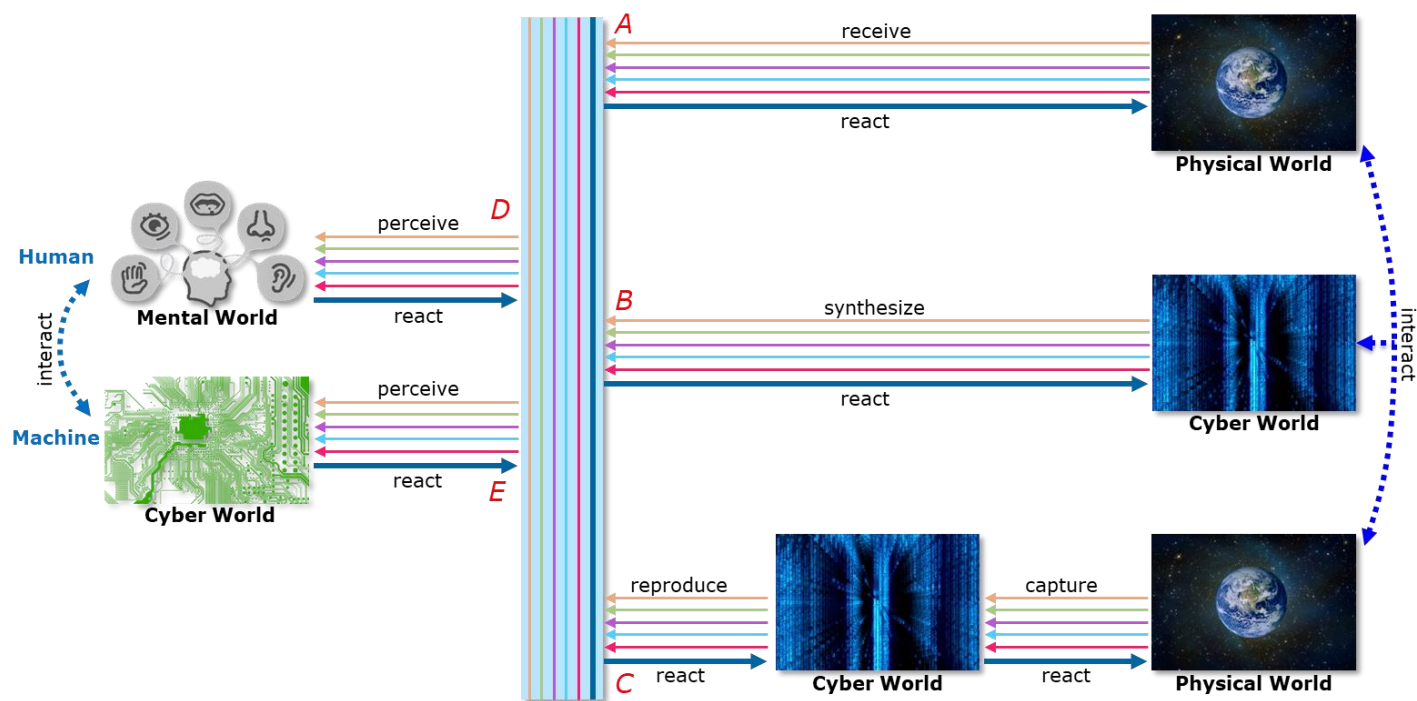 A
receive
react
Physical World
D
perceive
Human
react
Mental World
interact
B
synthesize
react
Cyber World
interact
perceive
Machine
react
E
Cyber World
reproduce
capture
react
react
C
Cyber World
Physical World